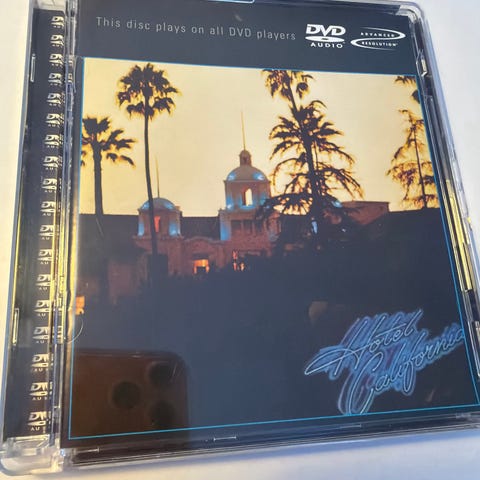 This disc plays on all DVD players
DVD
AUDIO
ADVANCED
RESOLUTION
Hotel
California